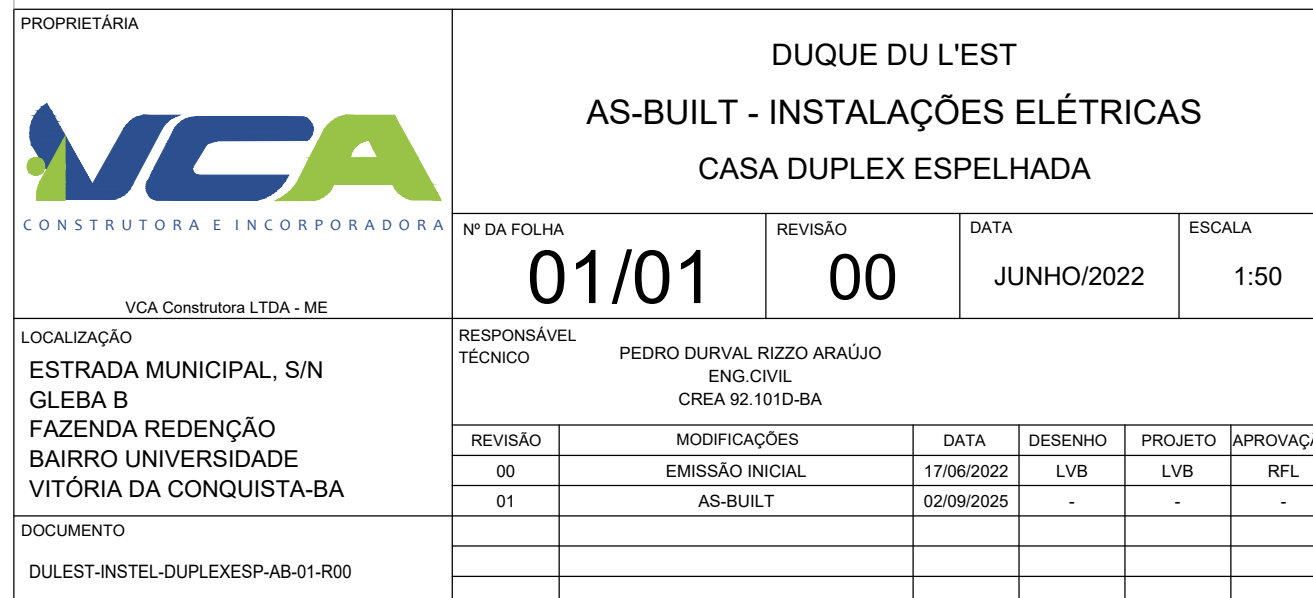 PROPRIETÁRIA
VCA
CONSTRUTORA E INCORPORADORA
VCA Construtora LTDA - ME
DUQUE DU L'EST
AS-BUILT - INSTALAÇÕES ELÉTRICAS
CASA DUPLEX ESPELHADA
Nº DA FOLHA
01/01
REVISÃO
00
DATA
JUNHO/2022
ESCALA
1:50
LOCALIZAÇÃO
ESTRADA MUNICIPAL, S/N
GLEBA B
FAZENDA REDENÇÃO
BAIRRO UNIVERSIDADE
VITÓRIA DA CONQUISTA-BA
RESPONSÁVEL
TÉCNICO
PEDRO DURVAL RIZZO ARAÚJO
ENG.CIVIL
CREA 92.101D-BA
REVISÃO MODIFICAÇÕES DATA DESENHO PROJETO APROVAÇÃ
00 EMISSÃO INICIAL 17/06/2022 LVB LVB RFL
01 AS-BUILT 02/09/2025 - - -
DOCUMENTO
DULEST-INSTEL-DUPLEXESP-AB-01-R00